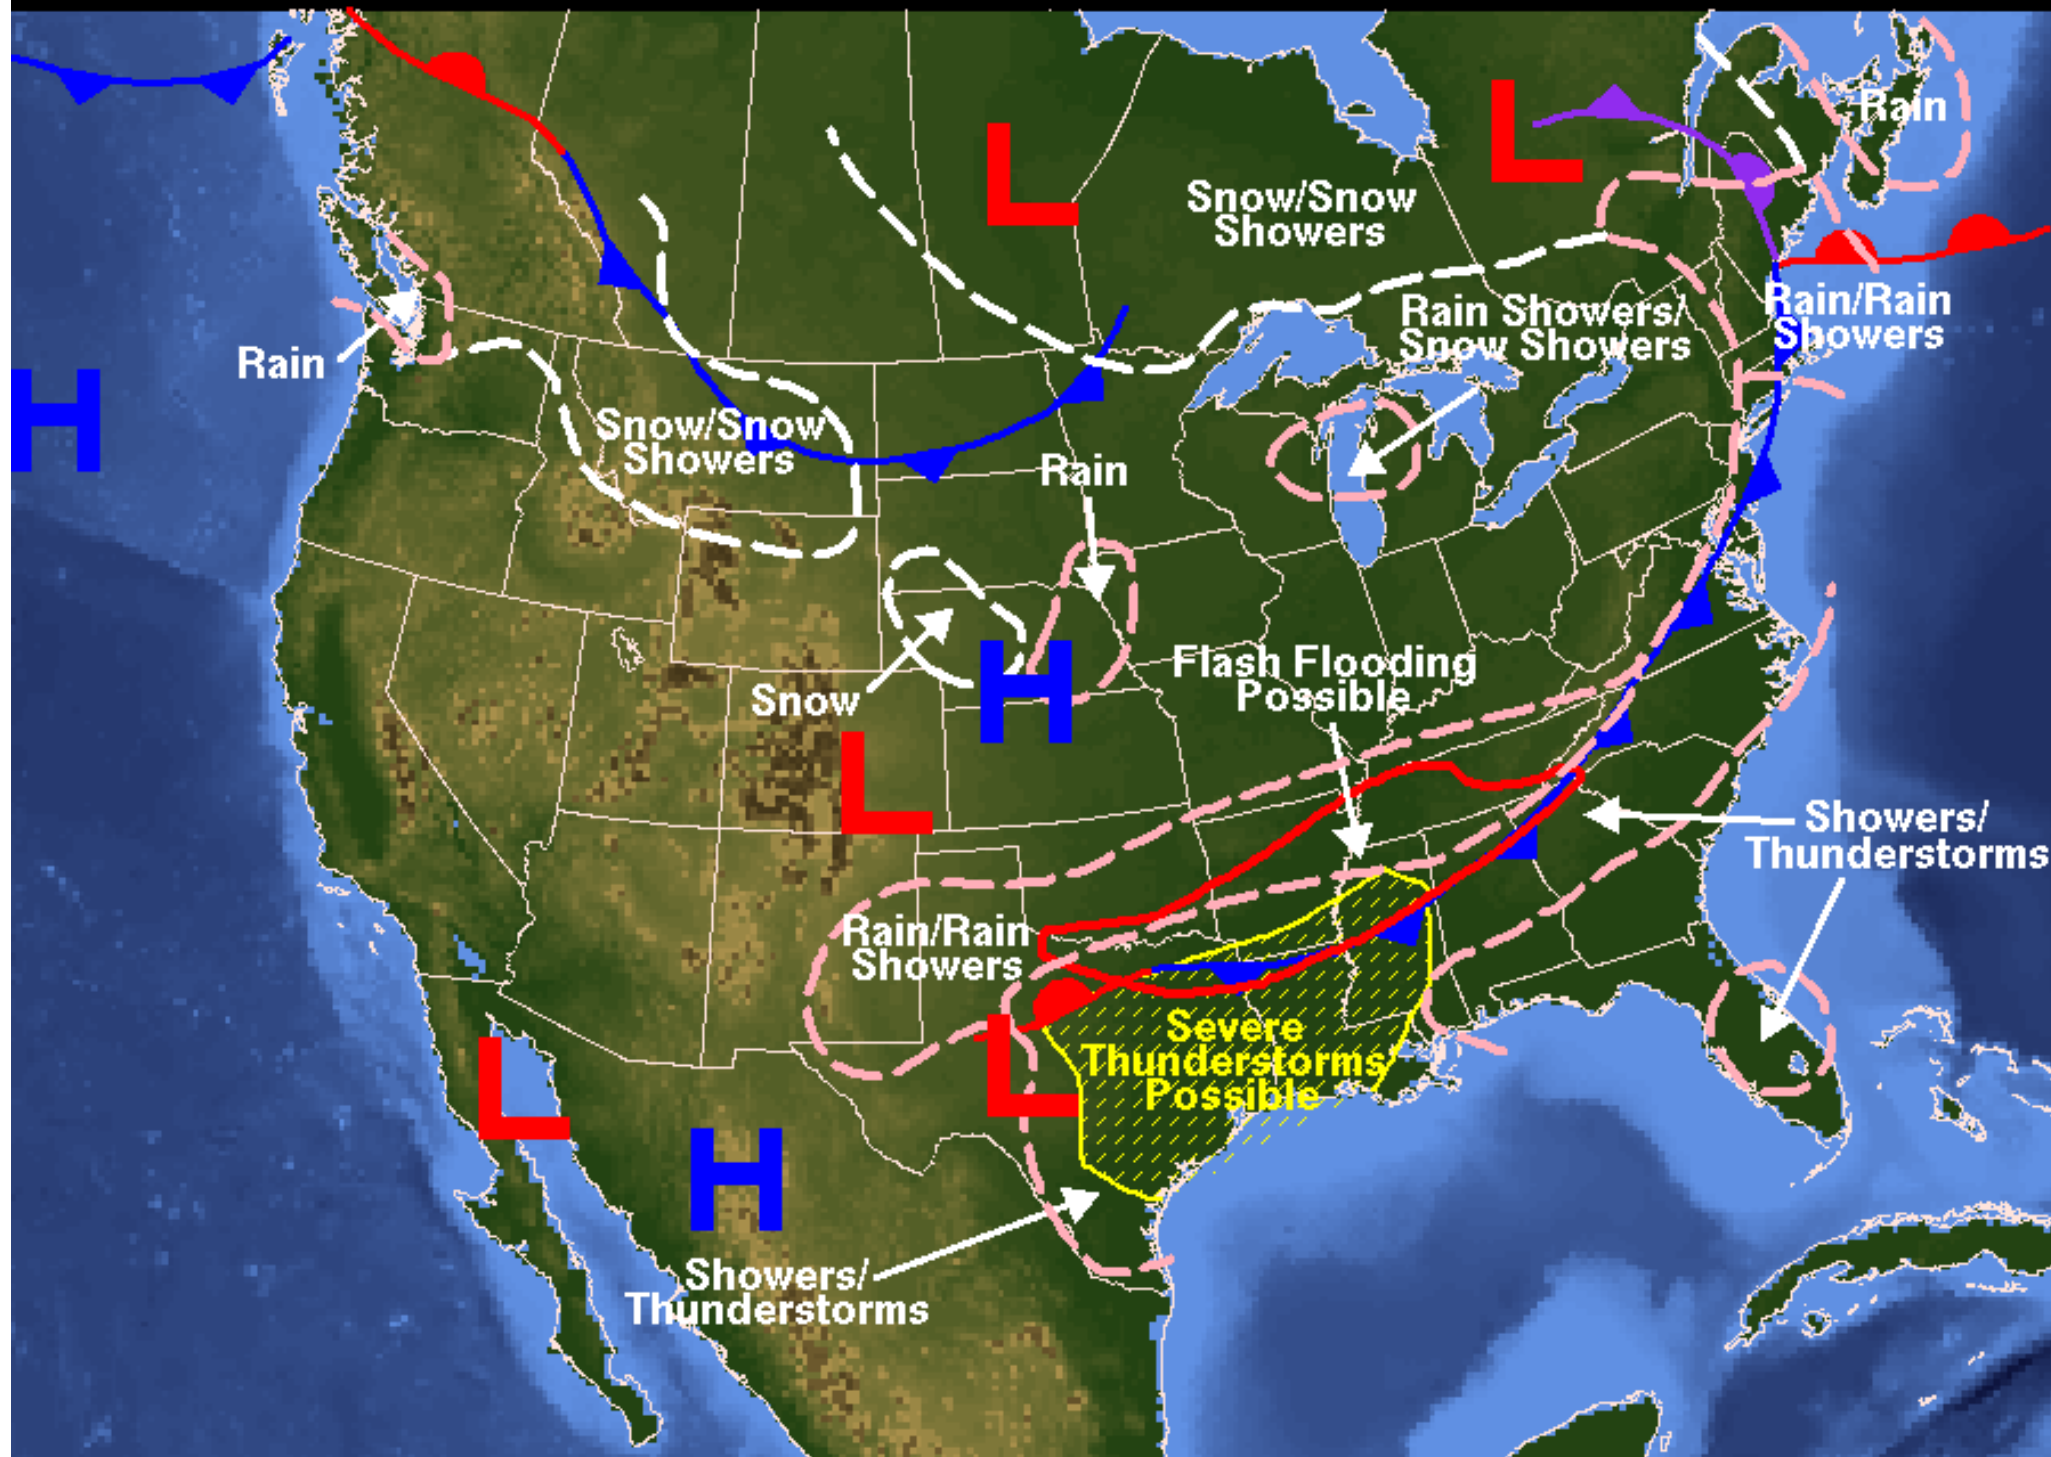 L
Rain
L
Snow/Snow
Showers
Rain/Rain
Showers
Rain Showers/
Snow Showers
Rain
H
Snow/Snow
Showers
Rain
Flash Flooding
Possible
H
Snow
L
Showers/
Thunderstorms
Rain/Rain
Showers
Severe
Thunderstorms
Possible
L
L
H
Showers/
Thunderstorms